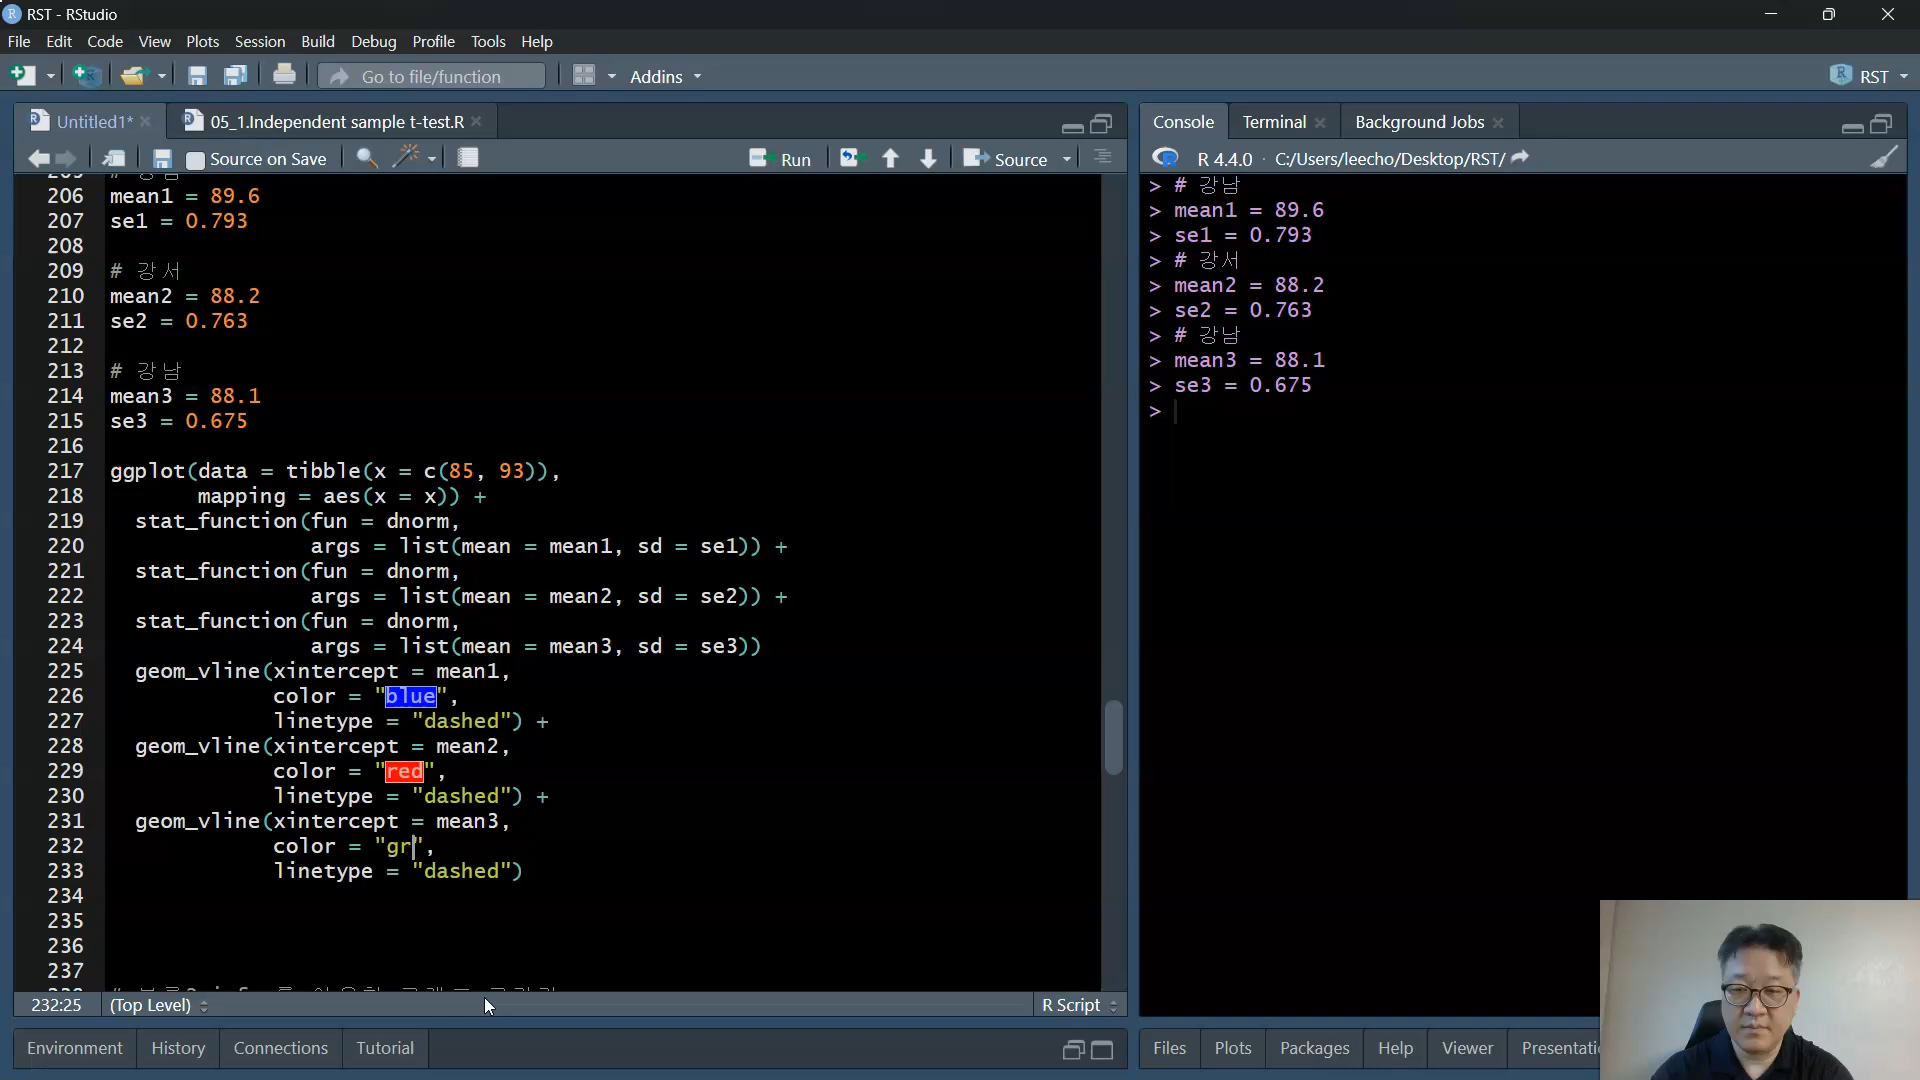 RST - RStudio
File Edit Code View Plots Session Build Debug Profile Tools Help
Go to file/function Addins RST
Untitled1* 05_1.Independent sample t-test.R
Source on Save Run Source
206 mean1 = 89.6
207 se1 = 0.793
208
209 # 강서
210 mean2 = 88.2
211 se2 = 0.763
212
213 # 강남
214 mean3 = 88.1
215 se3 = 0.675
216
217 ggplot(data = tibble(x = c(85, 93)),
218 mapping = aes(x = x)) +
219 stat_function(fun = dnorm,
220 args = list(mean = mean1, sd = se1)) +
221 stat_function(fun = dnorm,
222 args = list(mean = mean2, sd = se2)) +
223 stat_function(fun = dnorm,
224 args = list(mean = mean3, sd = se3))
225 geom_vline(xintercept = mean1,
226 color = "blue",
227 linetype = "dashed") +
228 geom_vline(xintercept = mean2,
229 color = "red",
230 linetype = "dashed") +
231 geom_vline(xintercept = mean3,
232 color = "gr",
233 linetype = "dashed")
234
235
236
237
232:25 (Top Level) R Script
Environment History Connections Tutorial
Console Terminal Background Jobs
R 4.4.0 · C:/Users/leecho/Desktop/RST/
> # 강남
> mean1 = 89.6
> se1 = 0.793
> # 강서
> mean2 = 88.2
> se2 = 0.763
> # 강남
> mean3 = 88.1
> se3 = 0.675
>
Files Plots Packages Help Viewer Presentati